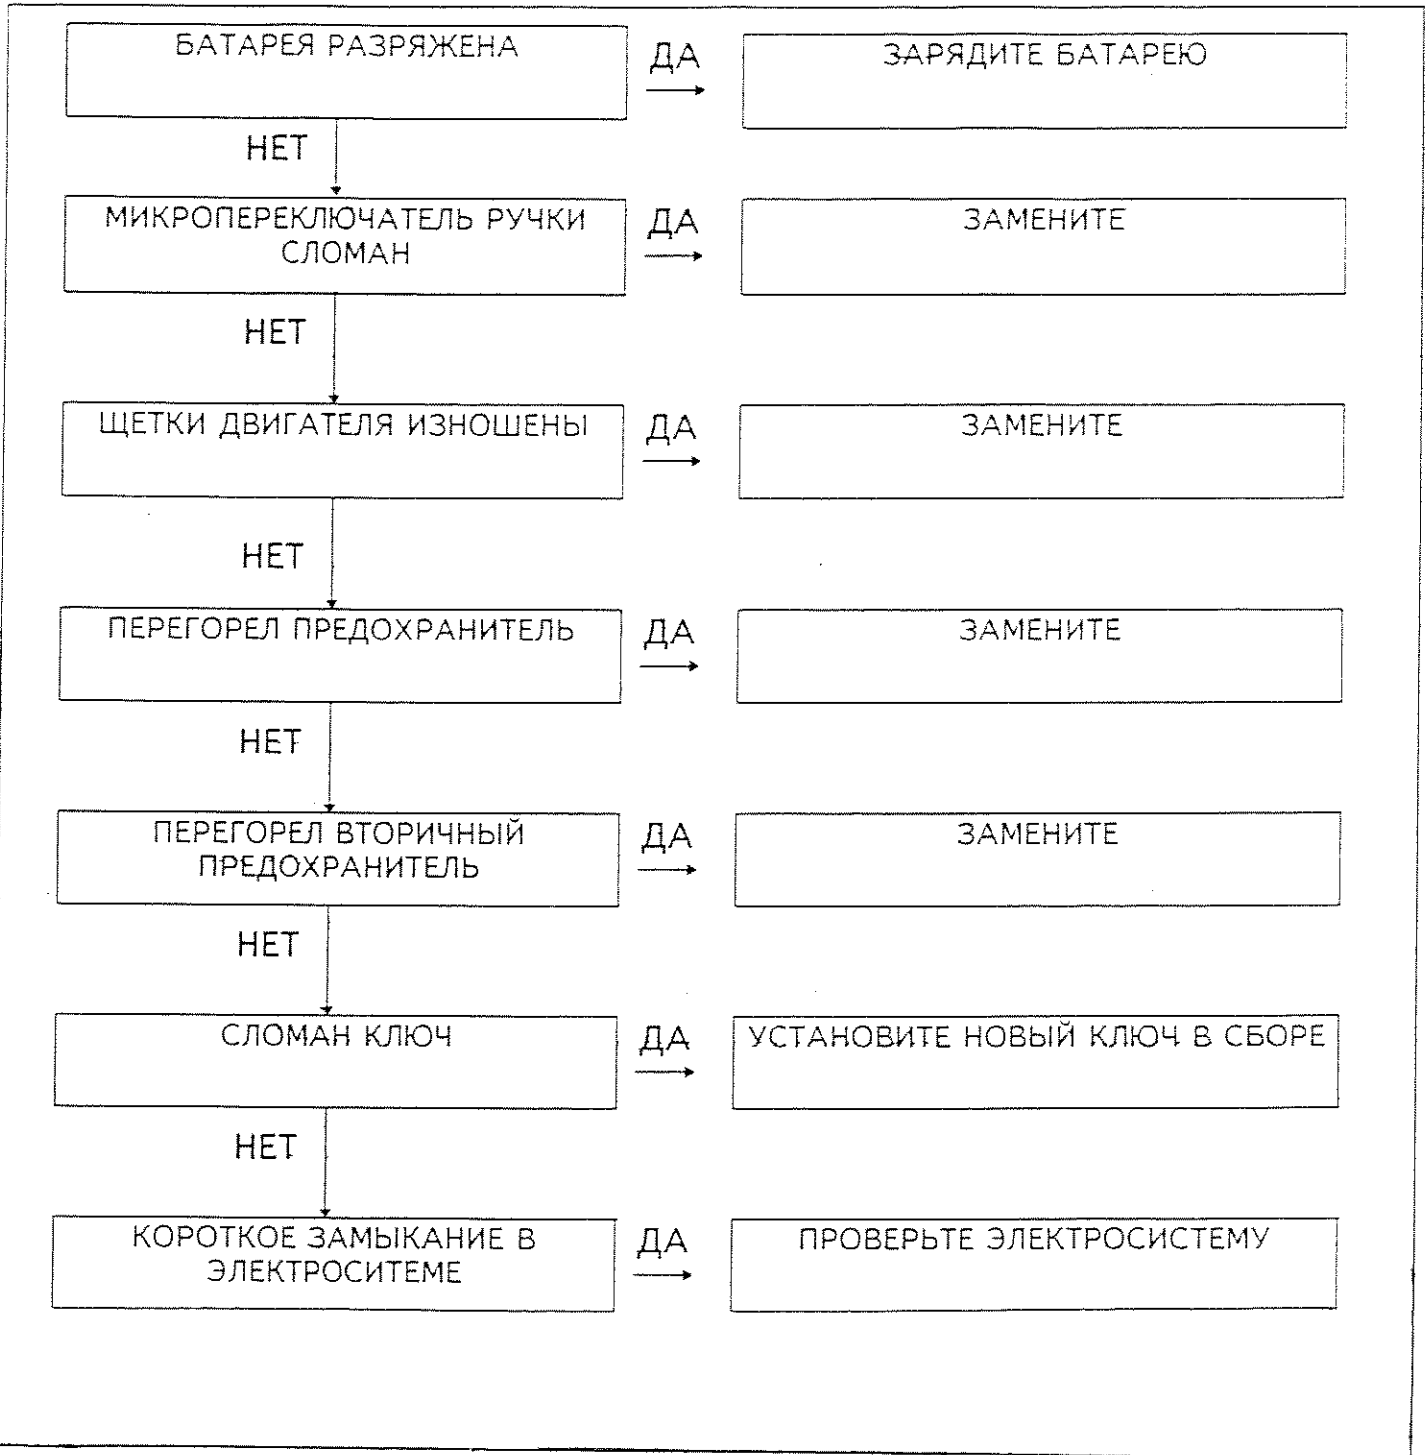 БАТАРЕЯ РАЗРЯЖЕНА
ДА
ЗАРЯДИТЕ БАТАРЕЮ
НЕТ
МИКРОПЕРЕКЛЮЧАТЕЛЬ РУЧКИ
СЛОМАН
ДА
ЗАМЕНИТЕ
НЕТ
ЩЕТКИ ДВИГАТЕЛЯ ИЗНОШЕНЫ
ДА
ЗАМЕНИТЕ
НЕТ
ПЕРЕГОРЕЛ ПРЕДОХРАНИТЕЛЬ
ДА
ЗАМЕНИТЕ
НЕТ
ПЕРЕГОРЕЛ ВТОРИЧНЫЙ
ПРЕДОХРАНИТЕЛЬ
ДА
ЗАМЕНИТЕ
НЕТ
СЛОМАН КЛЮЧ
ДА
УСТАНОВИТЕ НОВЫЙ КЛЮЧ В СБОРЕ
НЕТ
КОРОТКОЕ ЗАМЫКАНИЕ В
ЭЛЕКТРОСИТЕМЕ
ДА
ПРОВЕРЬТЕ ЭЛЕКТРОСИСТЕМУ